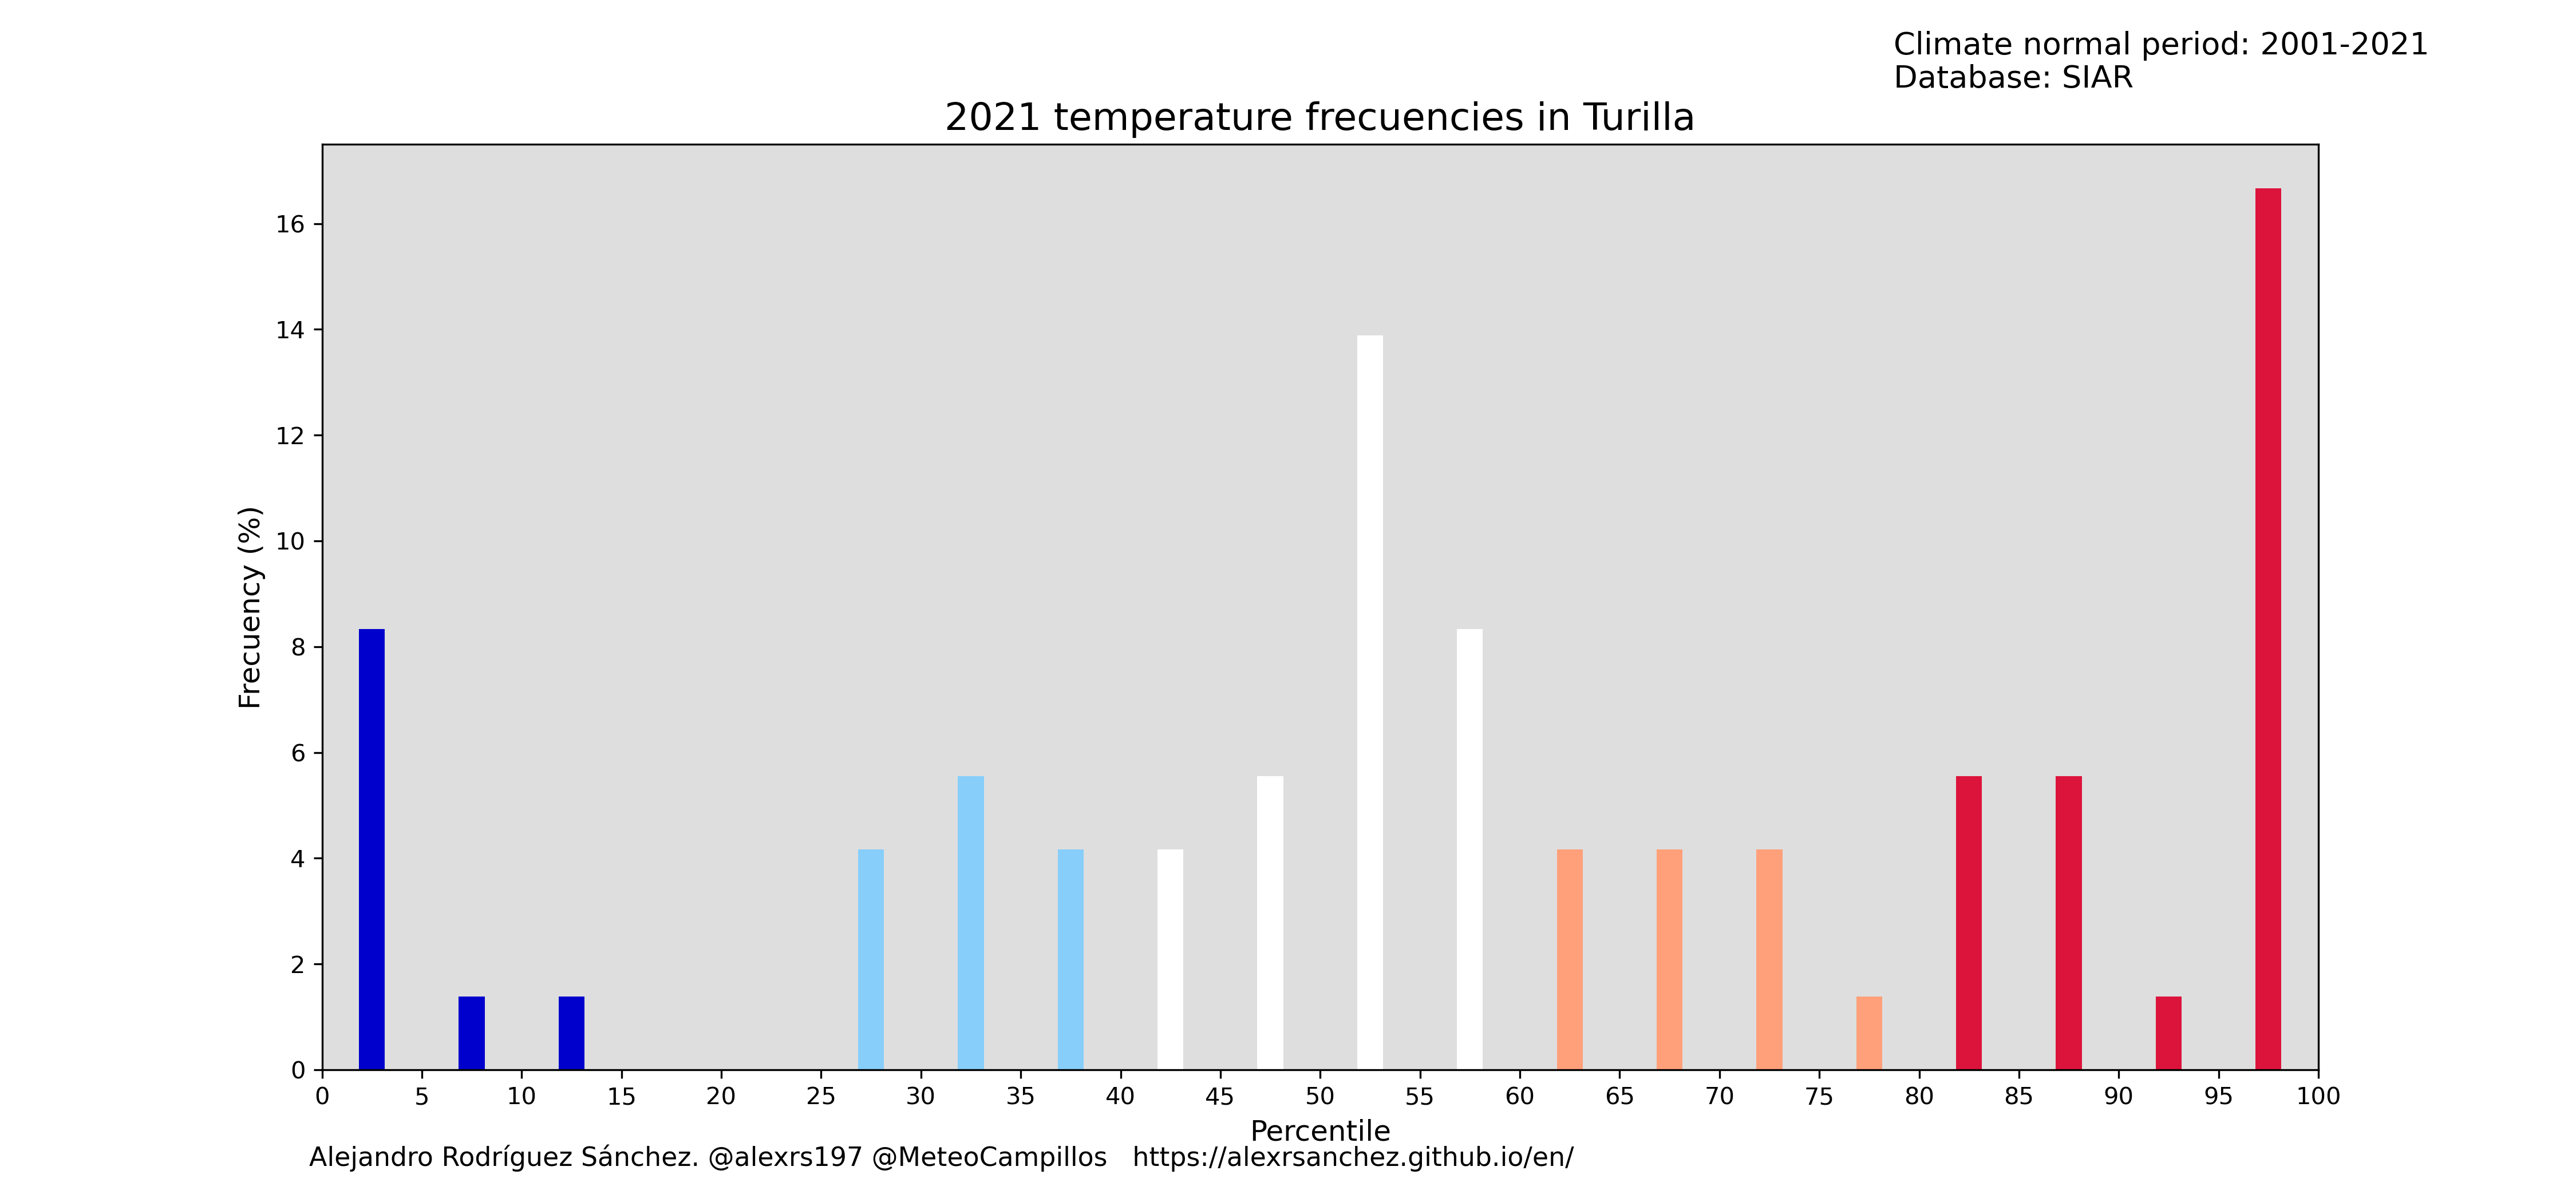 Climate normal period: 2001-2021
Database: SIAR
2021 temperature frecuencies in Turilla
Frecuency (%)
16
14
12
10
8
6
4
2
0
0 5 10 15 20 25 30 35 40 45 50 55 60 65 70 75 80 85 90 95 100
Percentile
Alejandro Rodríguez Sánchez. @alexrs197 @MeteoCampillos https://alexrsanchez.github.io/en/